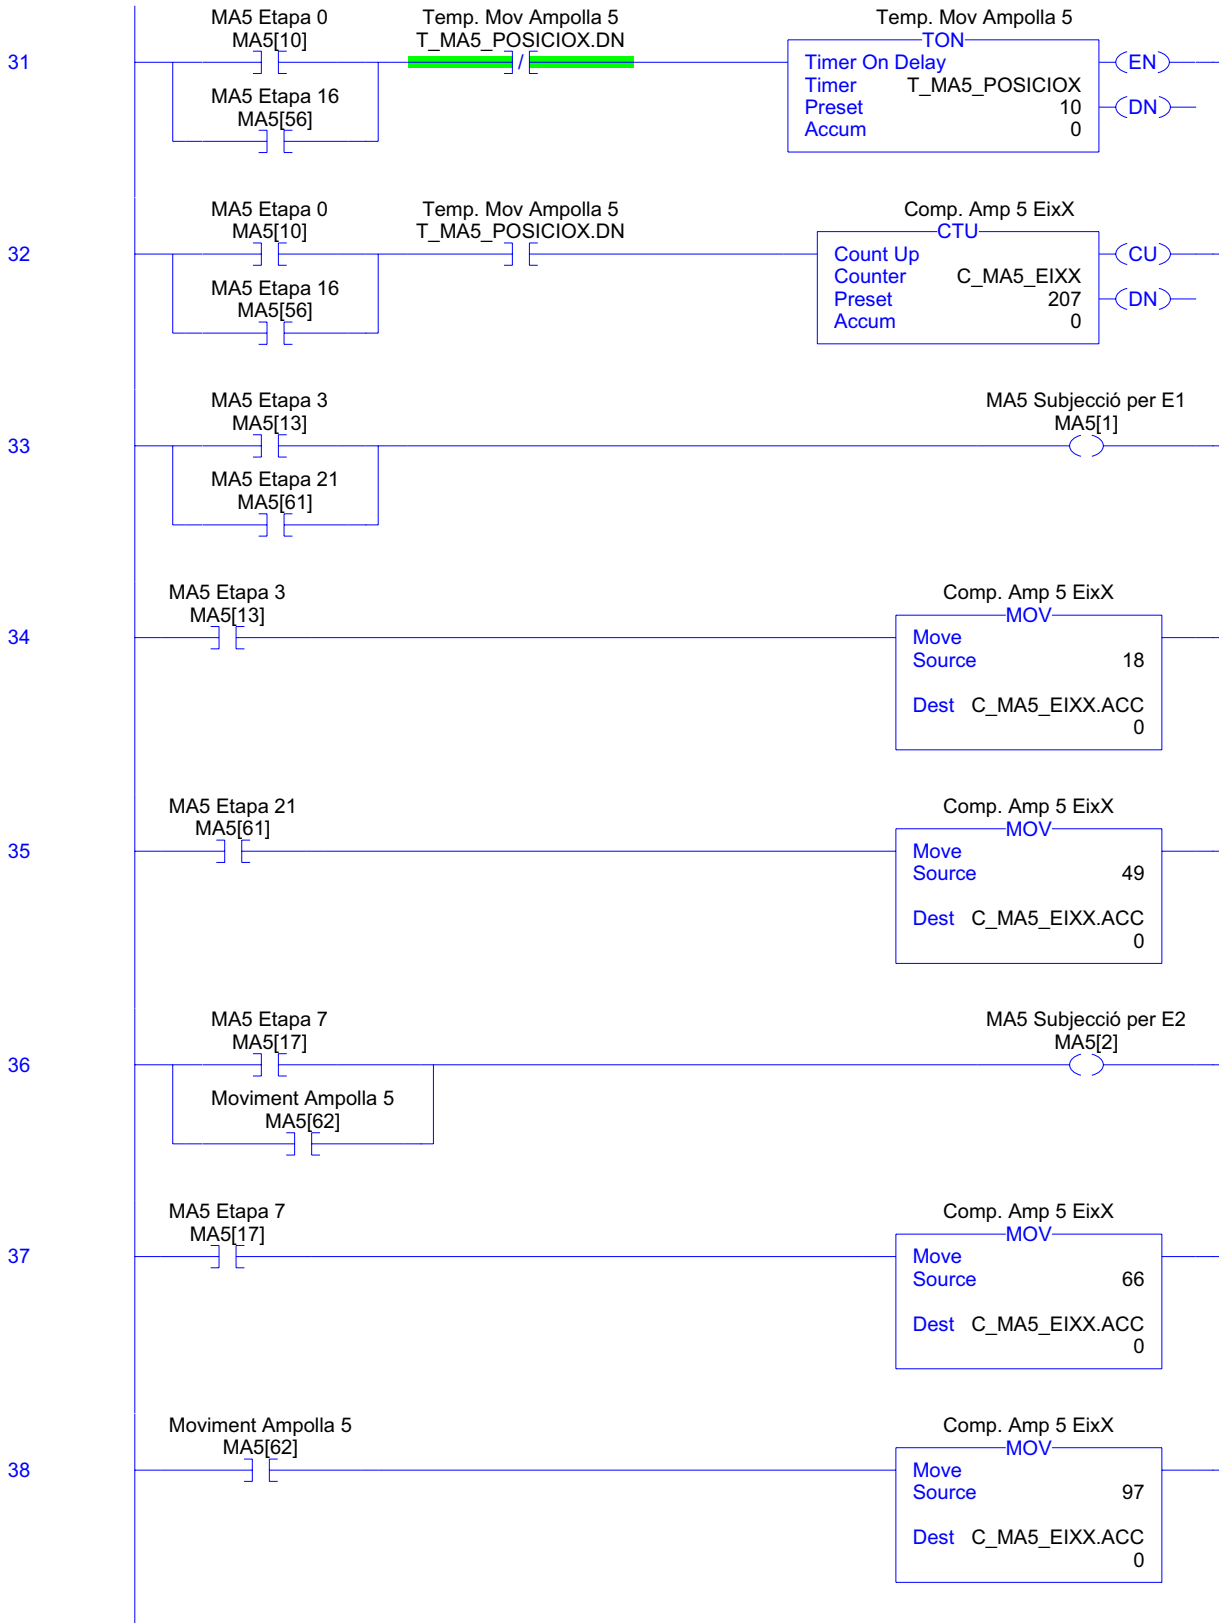 MA5 Etapa 0
MA5[10]
Temp. Mov Ampolla 5
T_MA5_POSICIOX.DN
Temp. Mov Ampolla 5
TON
31
/
Timer On Delay
EN
Timer T_MA5_POSICIOX
Preset 10
DN
Accum 0
MA5 Etapa 16
MA5[56]
MA5 Etapa 0
MA5[10]
Temp. Mov Ampolla 5
T_MA5_POSICIOX.DN
Comp. Amp 5 EixX
CTU
32
Count Up
CU
Counter C_MA5_EIXX
Preset 207
DN
Accum 0
MA5 Etapa 16
MA5[56]
MA5 Etapa 3
MA5[13]
MA5 Subjecció per E1
MA5[1]
33
MA5 Etapa 21
MA5[61]
MA5 Etapa 3
MA5[13]
Comp. Amp 5 EixX
MOV
34
Move
Source 18
Dest C_MA5_EIXX.ACC
0
MA5 Etapa 21
MA5[61]
Comp. Amp 5 EixX
MOV
35
Move
Source 49
Dest C_MA5_EIXX.ACC
0
MA5 Etapa 7
MA5[17]
MA5 Subjecció per E2
MA5[2]
36
Moviment Ampolla 5
MA5[62]
MA5 Etapa 7
MA5[17]
Comp. Amp 5 EixX
MOV
37
Move
Source 66
Dest C_MA5_EIXX.ACC
0
Moviment Ampolla 5
MA5[62]
Comp. Amp 5 EixX
MOV
38
Move
Source 97
Dest C_MA5_EIXX.ACC
0